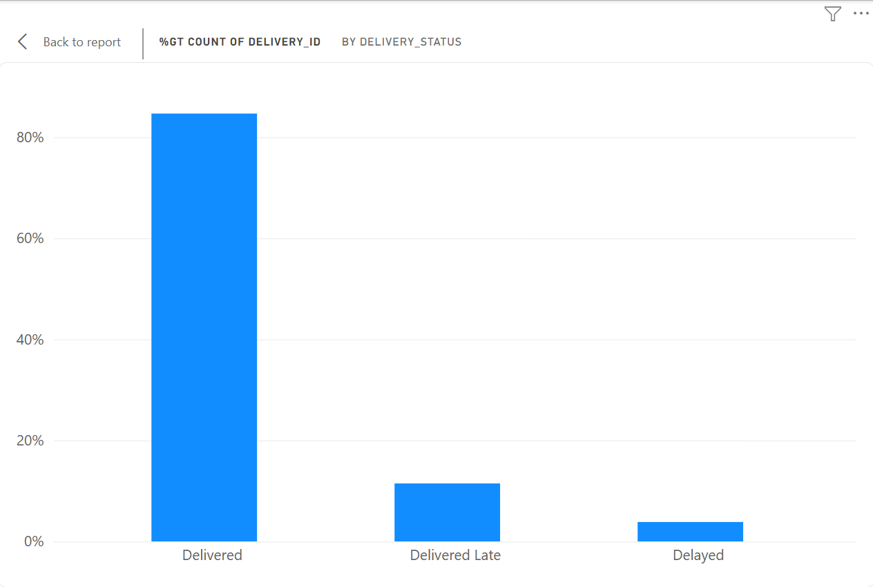 Back to report
%GT COUNT OF DELIVERY_ID BY DELIVERY_STATUS
80%
60%
40%
20%
0%
Delivered Delivered Late Delayed